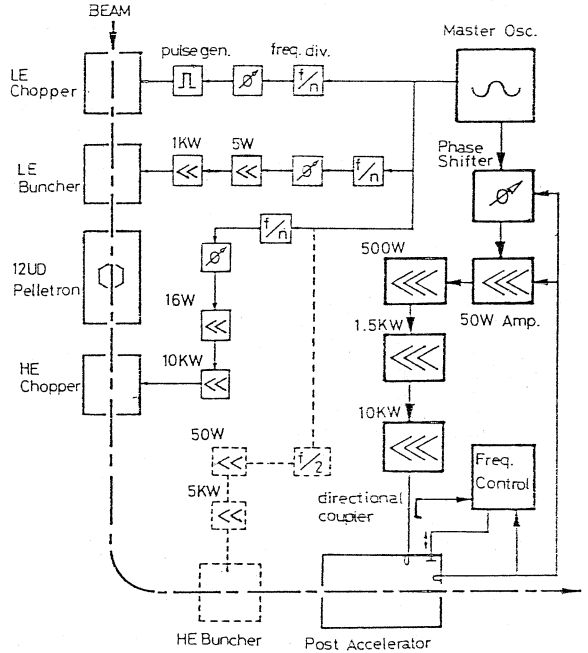 BEAM
LE
Chopper
pulse gen.
freq. div.
f/n
Master Osc.
LE
Buncher
1KW
5W
f/n
Phase
Shifter
f/n
12UD
Pelletron
16W
500W
50W Amp.
1.5KW
HE
Chopper
10KW
10KW
50W
f/2
5KW
directional
coupier
Freq.
Control
HE Buncher
Post Accelerator